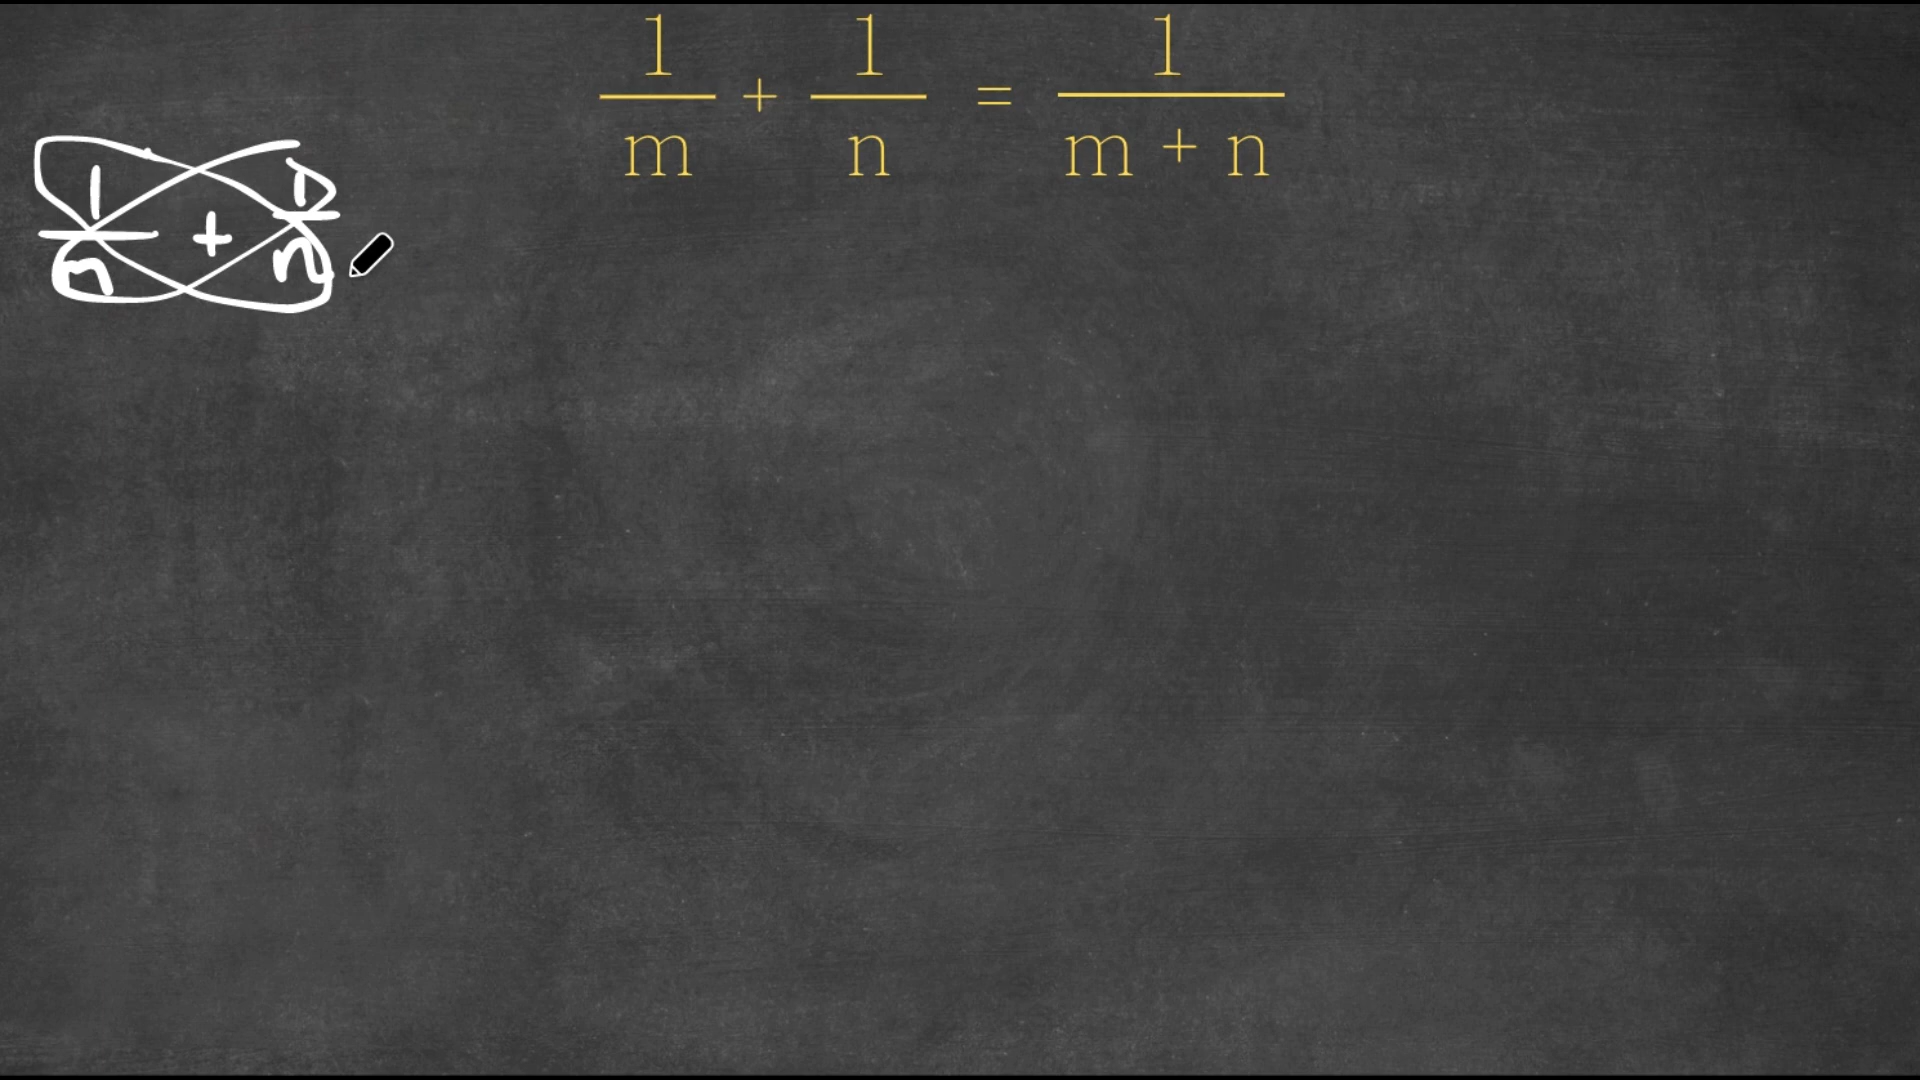 1/m + 1/n = 1/(m + n)
1/m + 1/n